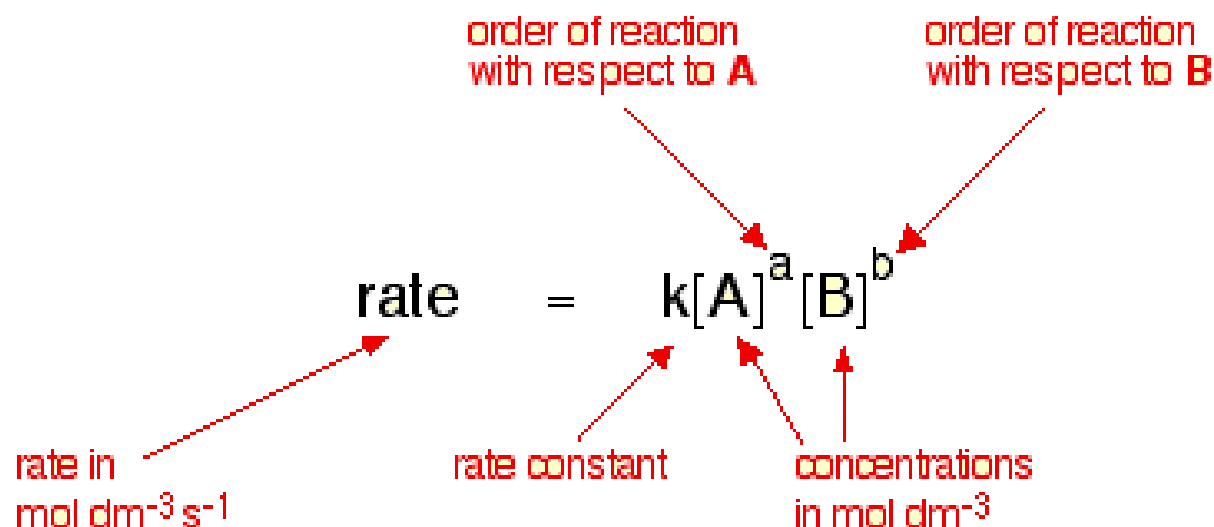 order of reaction
with respect to A
order of reaction
with respect to B
rate = k[A]ᵃ[B]ᵇ
rate in
mol dm⁻³ s⁻¹
rate constant
concentrations
in mol dm⁻³